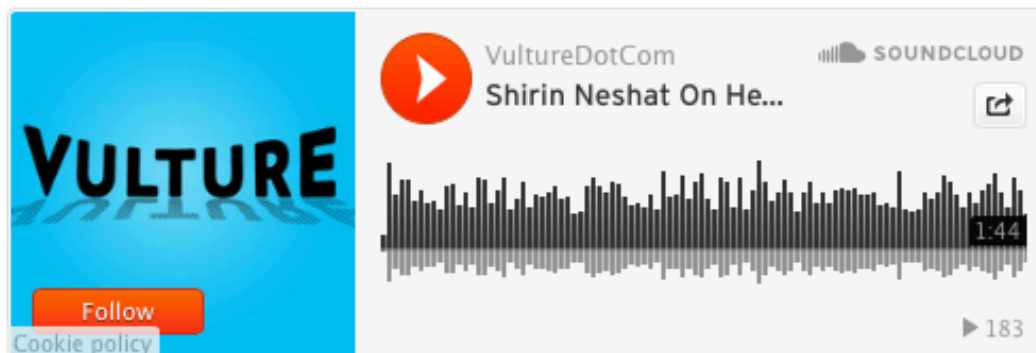 VULTURE
Follow
Cookie policy
VultureDotCom
SOUNDCLOUD
Shirin Neshat On He...
1:44
183